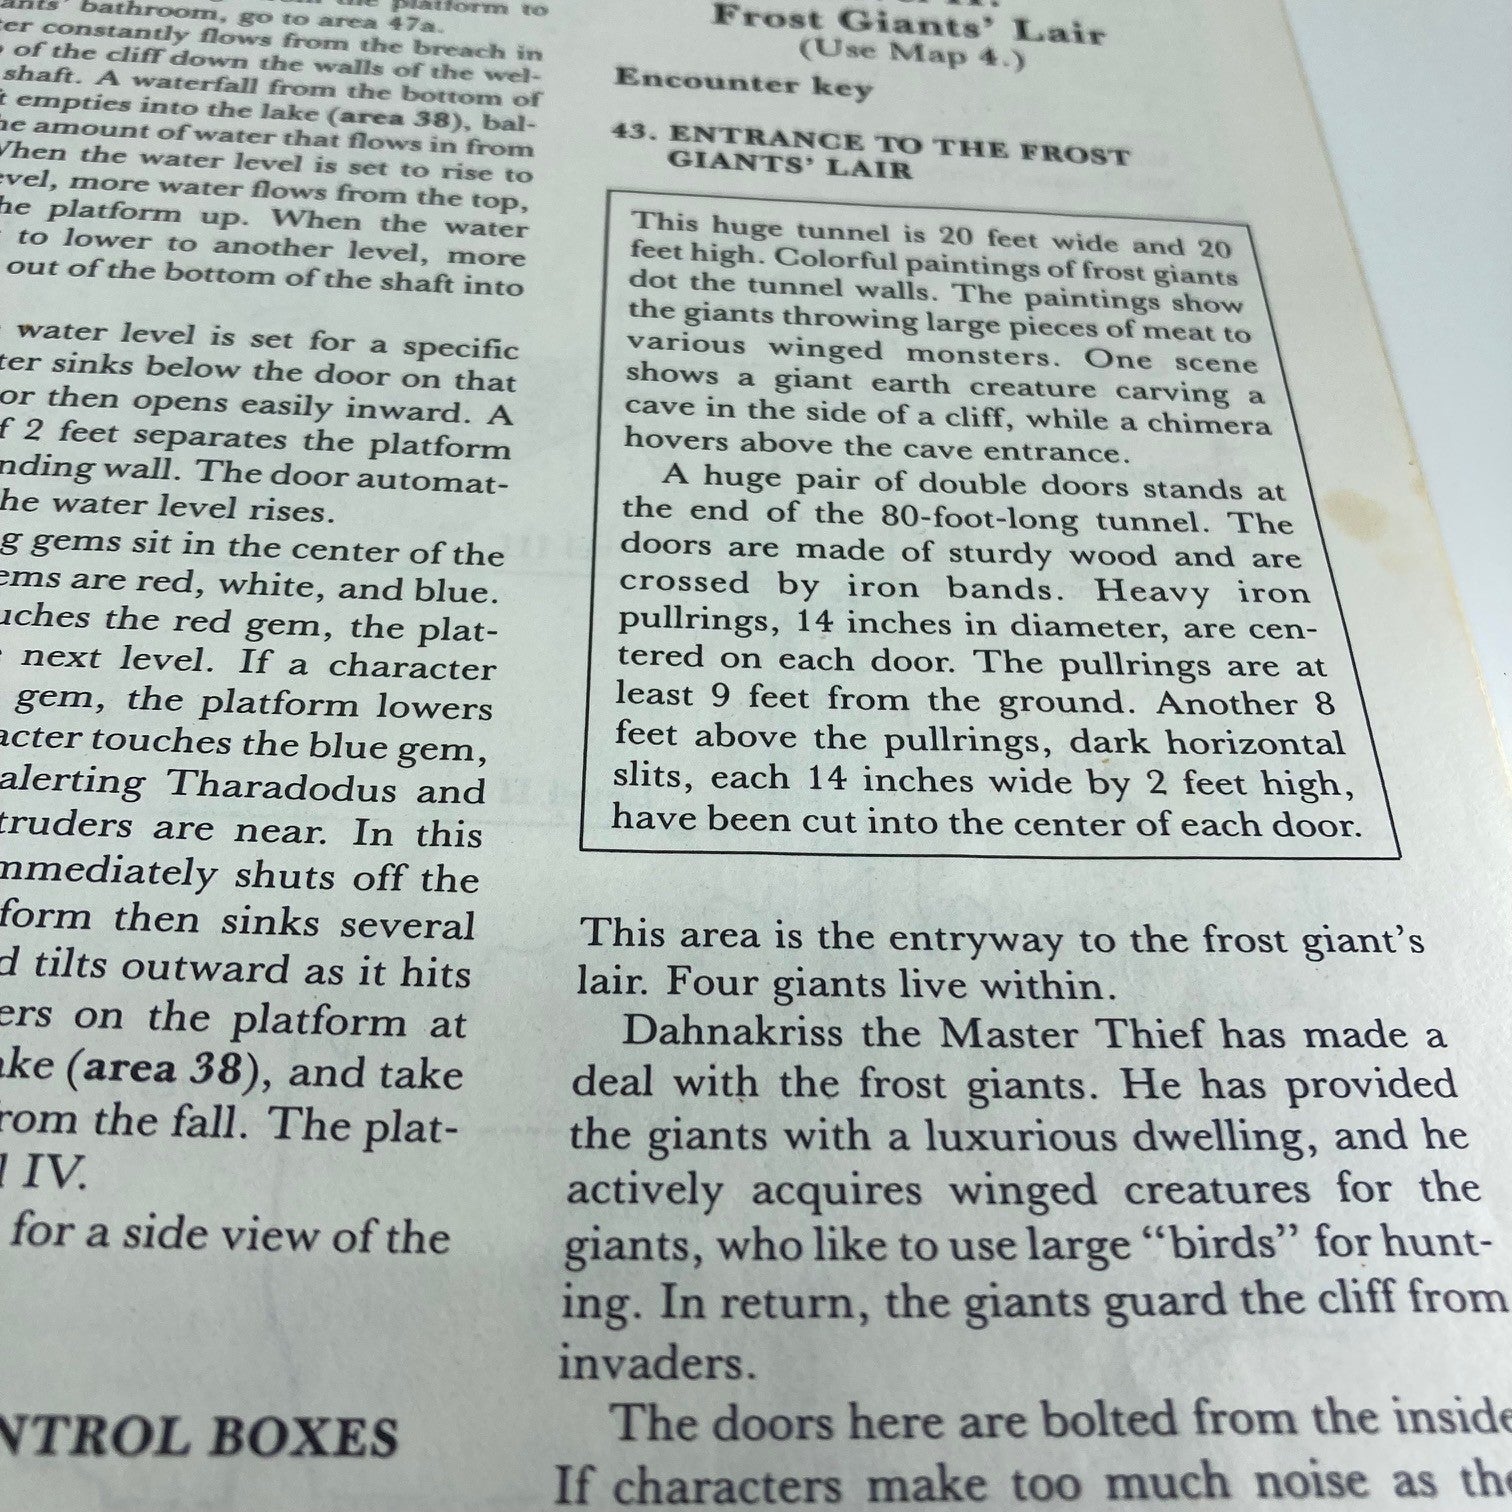 platform to
bathroom, go to area 47a.
constantly flows from the breach in
of the cliff down the walls of the wel-
shaft. A waterfall from the bottom of
empties into the lake (area 38), bal-
amount of water that flows in from
When the water level is set to rise to
more water flows from the top,
platform up. When the water
to lower to another level, more
out of the bottom of the shaft into
water level is set for a specific
sinks below the door on that
then opens easily inward. A
2 feet separates the platform
wall. The door automat-
water level rises.
gems sit in the center of the
are red, white, and blue.
the red gem, the plat-
next level. If a character
gem, the platform lowers
touches the blue gem,
alerting Tharadodus and
are near. In this
immediately shuts off the
then sinks several
tilts outward as it hits
on the platform at
(area 38), and take
from the fall. The plat-
IV.
for a side view of the
NTROL BOXES
Frost Giants' Lair
(Use Map 4.)
Encounter key
43. ENTRANCE TO THE FROST
GIANTS' LAIR
This huge tunnel is 20 feet wide and 20
feet high. Colorful paintings of frost giants
dot the tunnel walls. The paintings show
the giants throwing large pieces of meat to
various winged monsters. One scene
shows a giant earth creature carving a
cave in the side of a cliff, while a chimera
hovers above the cave entrance.
A huge pair of double doors stands at
the end of the 80-foot-long tunnel. The
doors are made of sturdy wood and are
crossed by iron bands. Heavy iron
pullrings, 14 inches in diameter, are cen-
tered on each door. The pullrings are at
least 9 feet from the ground. Another 8
feet above the pullrings, dark horizontal
slits, each 14 inches wide by 2 feet high,
have been cut into the center of each door.
This area is the entryway to the frost giant's
lair. Four giants live within.
Dahnakriss the Master Thief has made a
deal with the frost giants. He has provided
the giants with a luxurious dwelling, and he
actively acquires winged creatures for the
giants, who like to use large "birds" for hunt-
ing. In return, the giants guard the cliff from
invaders.
The doors here are bolted from the inside
If characters make too much noise as the